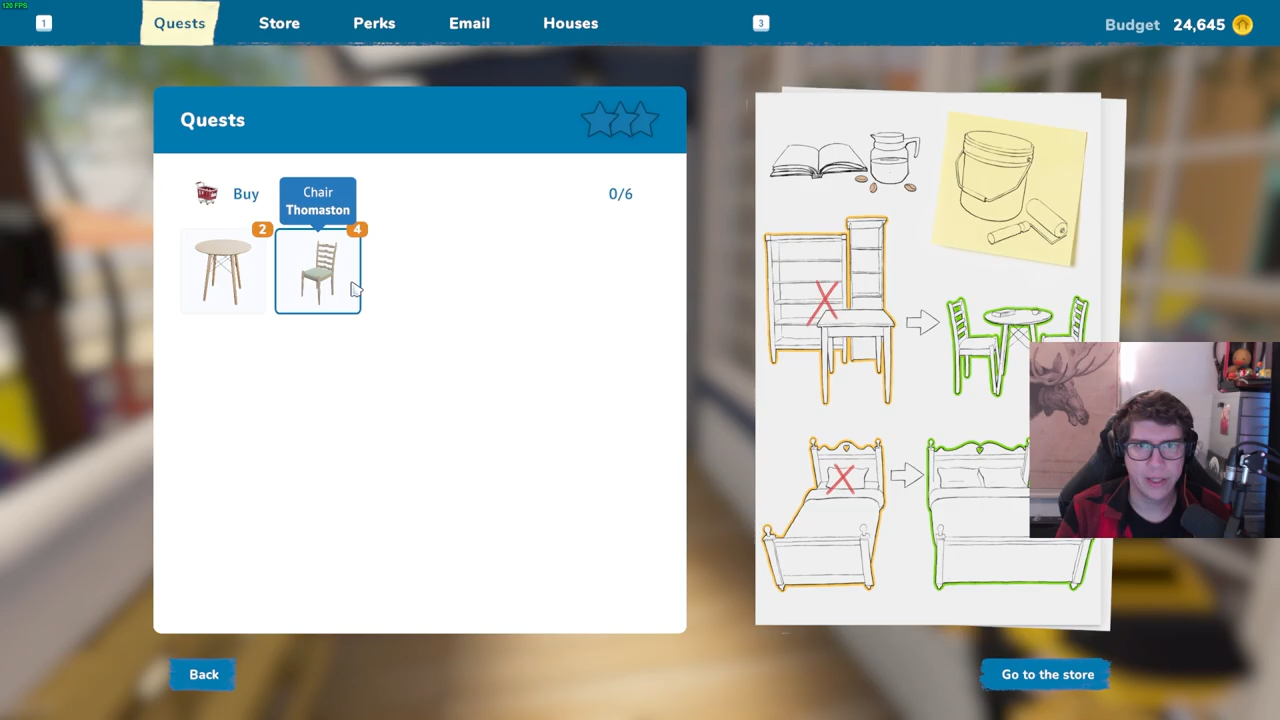 120 FPS
1
Quests
Store
Perks
Email
Houses
3
Budget 24,645
Quests
Buy
Chair
Thomaston
0/6
2
4
Back
Go to the store